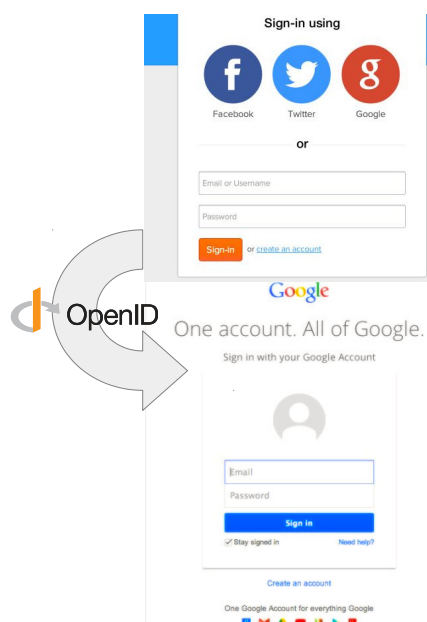 Sign-in using
f
g
Facebook Twitter Google
or
Email or Username
Password
Sign-in or create an account
OpenID
Google
One account. All of Google.
Sign in with your Google Account
Email
Password
Sign in
Stay signed in Need help?
Create an account
One Google Account for everything Google